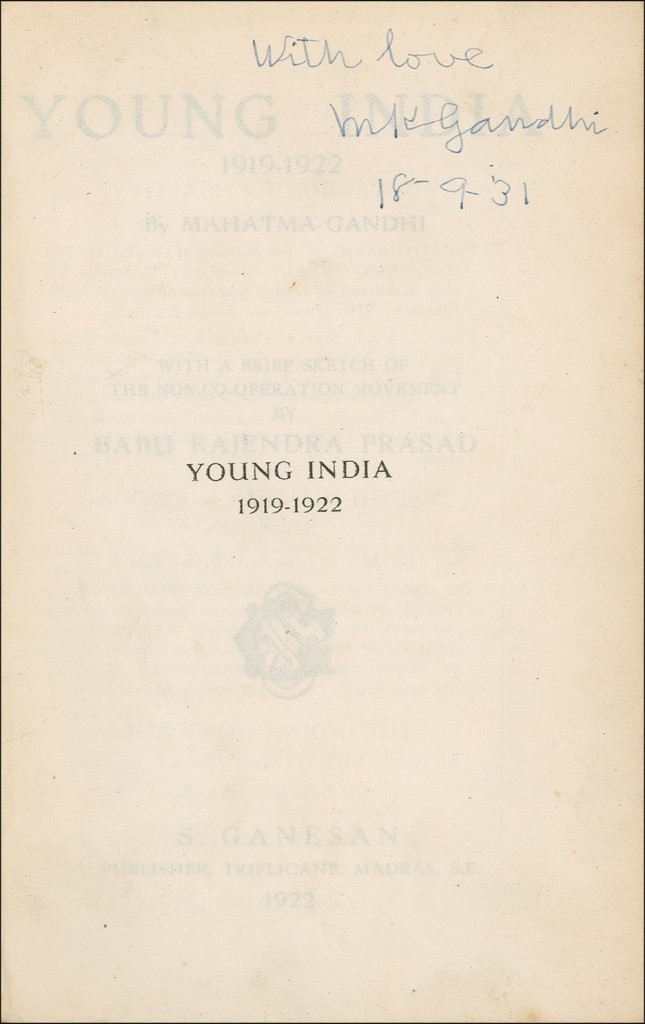 With love
MKGandhi
18-9-31
YOUNG INDIA
1919-1922
By MAHATMA GANDHI
WITH A BRIEF SKETCH OF
THE NON-CO-OPERATION MOVEMENT
BY
BABU RAJENDRA PRASAD
YOUNG INDIA
1919-1922
S. GANESAN
PUBLISHER, TRIPLICANE, MADRAS, S.E.
1922